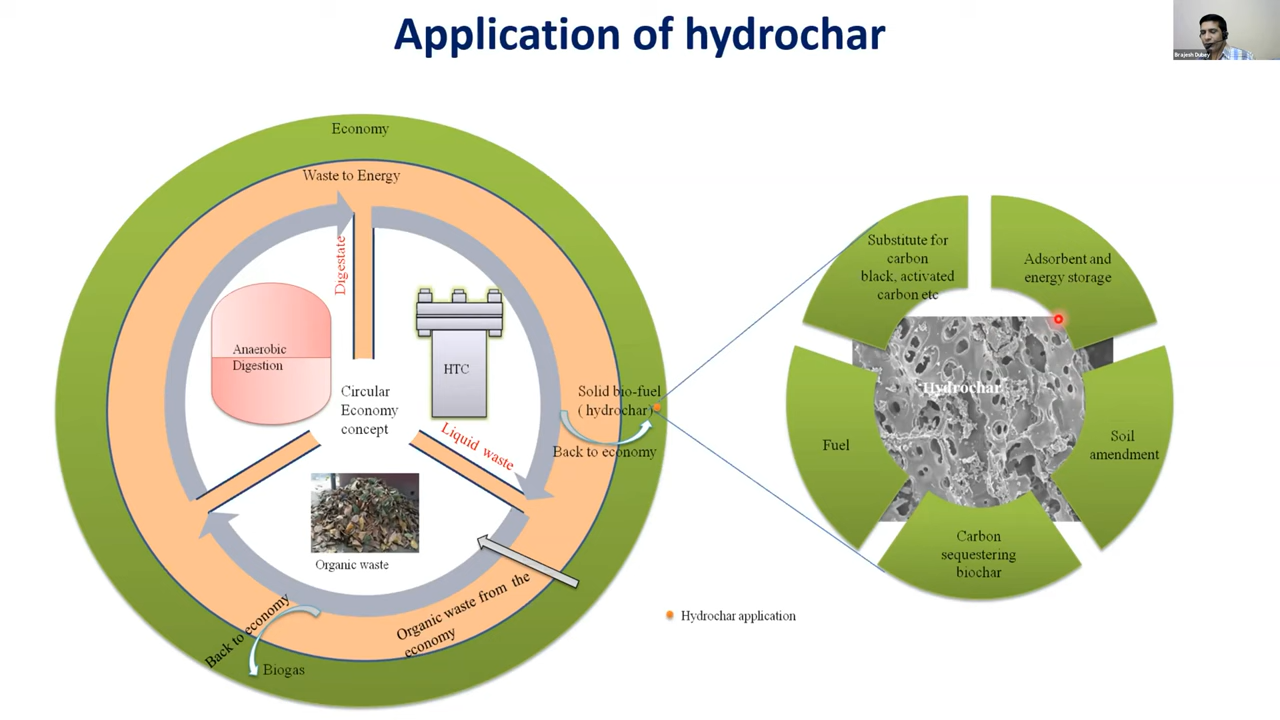 Application of hydrochar
Brajesh Dubey
Economy
Waste to Energy
Digestate
Anaerobic
Digestion
HTC
Circular
Economy
concept
Solid bio-fuel
( hydrochar)
Liquid waste
Back to economy
Organic waste
Organic waste from the
economy
Back to economy
Biogas
Substitute for
carbon
black, activated
carbon etc
Adsorbent and
energy storage
Hydrochar
Fuel
Soil
amendment
Carbon
sequestering
biochar
Hydrochar application